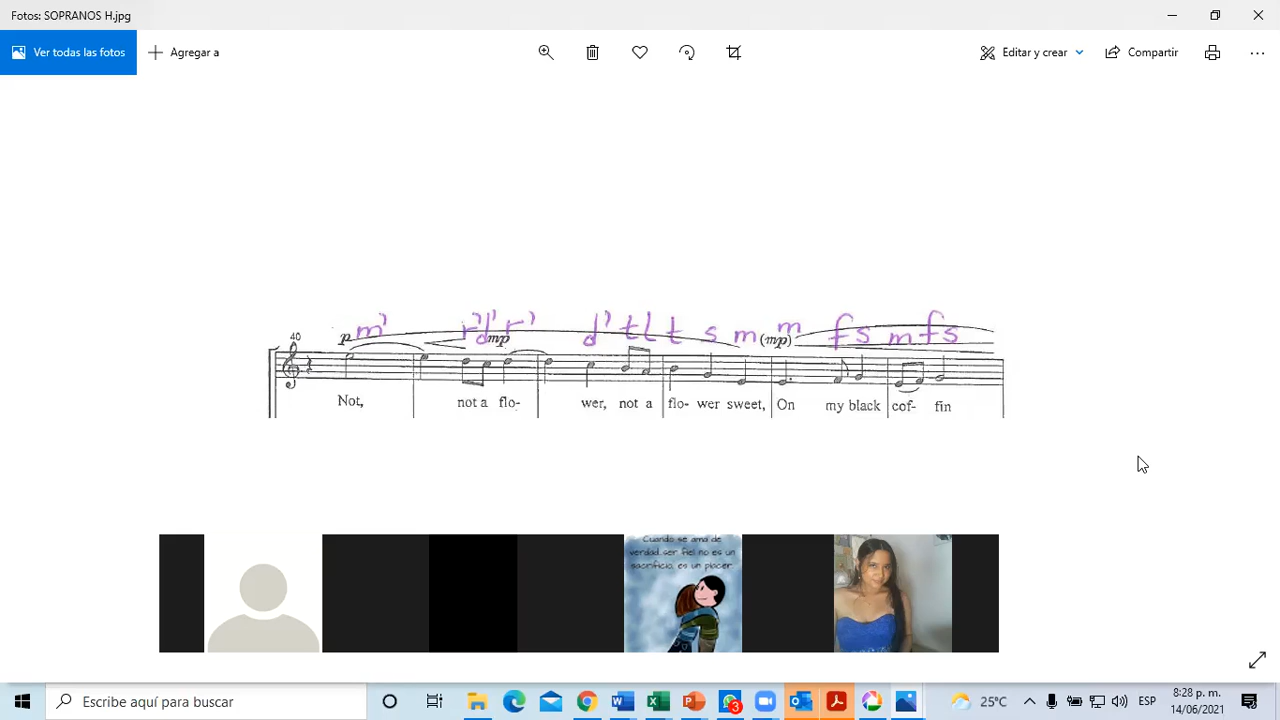 Fotos: SOPRANOS H.jpg
Ver todas las fotos
Agregar a
Editar y crear
Compartir
40
p m' r' d' r' mp d' t l t s m (mp) m f s m f s
Not, not a flo- wer, not a flo- wer sweet, On my black cof- fin
Cuando se ama de
verdad..ser fiel no es un
sacrificio, es un placer.
Escribe aquí para buscar
3
25°C
ESP
8:28 p. m.
14/06/2021